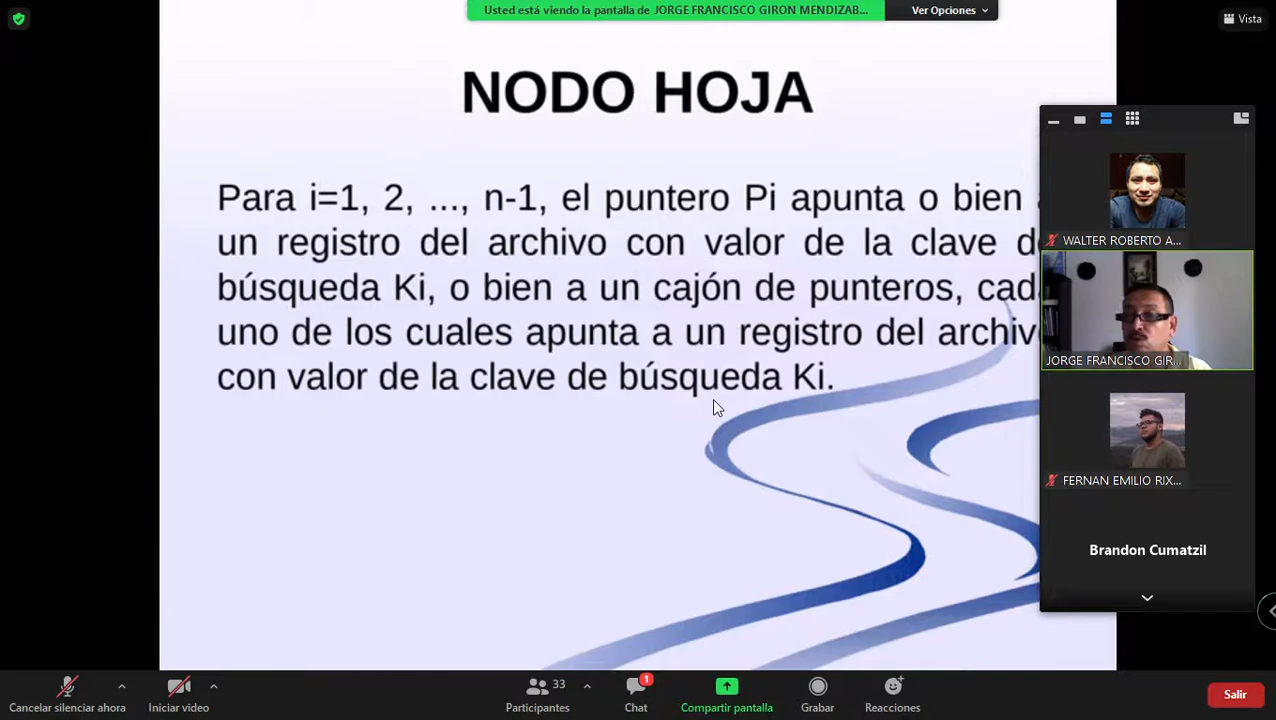 Usted está viendo la pantalla de JORGE FRANCISCO GIRON MENDIZAB...
Ver Opciones
Vista
NODO HOJA
Para i=1, 2, ..., n-1, el puntero Pi apunta o bien
un registro del archivo con valor de la clave
búsqueda Ki, o bien a un cajón de punteros,
uno de los cuales apunta a un registro del
con valor de la clave de búsqueda Ki.
WALTER ROBERTO A...
JORGE FRANCISCO GIR...
FERNAN EMILIO RIX...
Brandon Cumatzil
Cancelar silenciar ahora
Iniciar video
33
Participantes
1
Chat
Compartir pantalla
Grabar
Reacciones
Salir